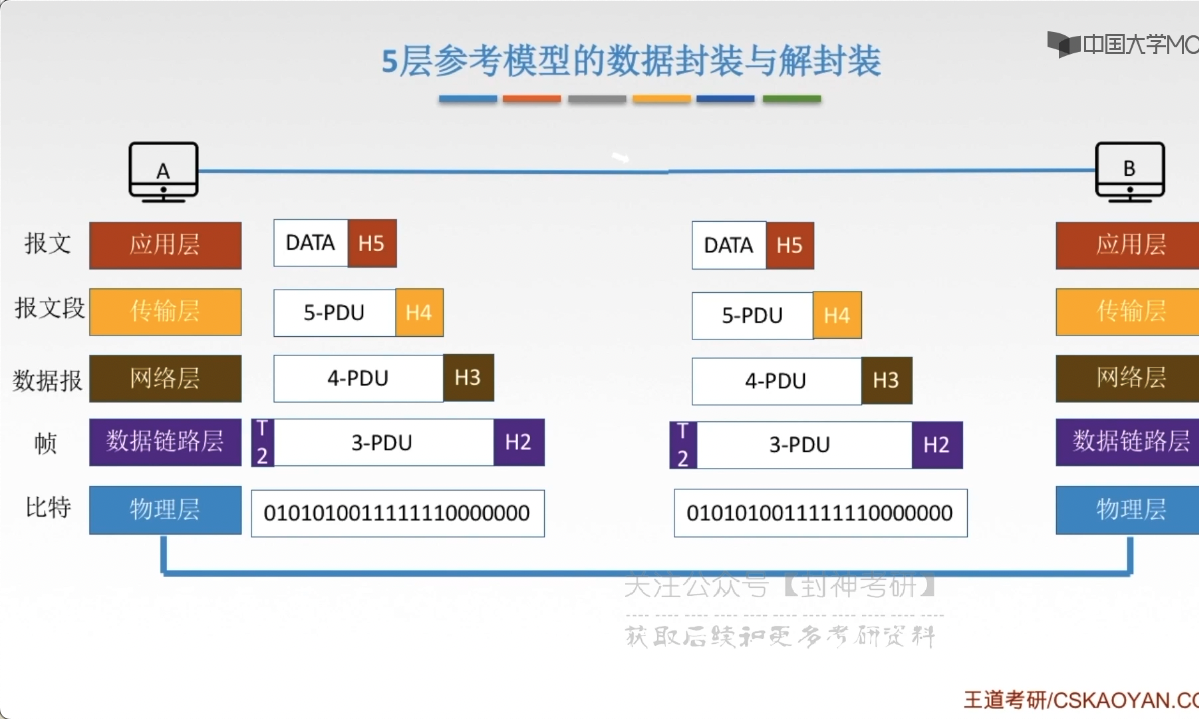 5层参考模型的数据封装与解封装
中国大学MO
A
B
报文 应用层 DATA H5 DATA H5 应用层
报文段 传输层 5-PDU H4 5-PDU H4 传输层
数据报 网络层 4-PDU H3 4-PDU H3 网络层
帧 数据链路层 T2 3-PDU H2 T2 3-PDU H2 数据链路层
比特 物理层 0101010011111110000000 0101010011111110000000 物理层
关注公众号【封神考研】
获取后续和更多考研资料
王道考研/CSKAOYAN.CO